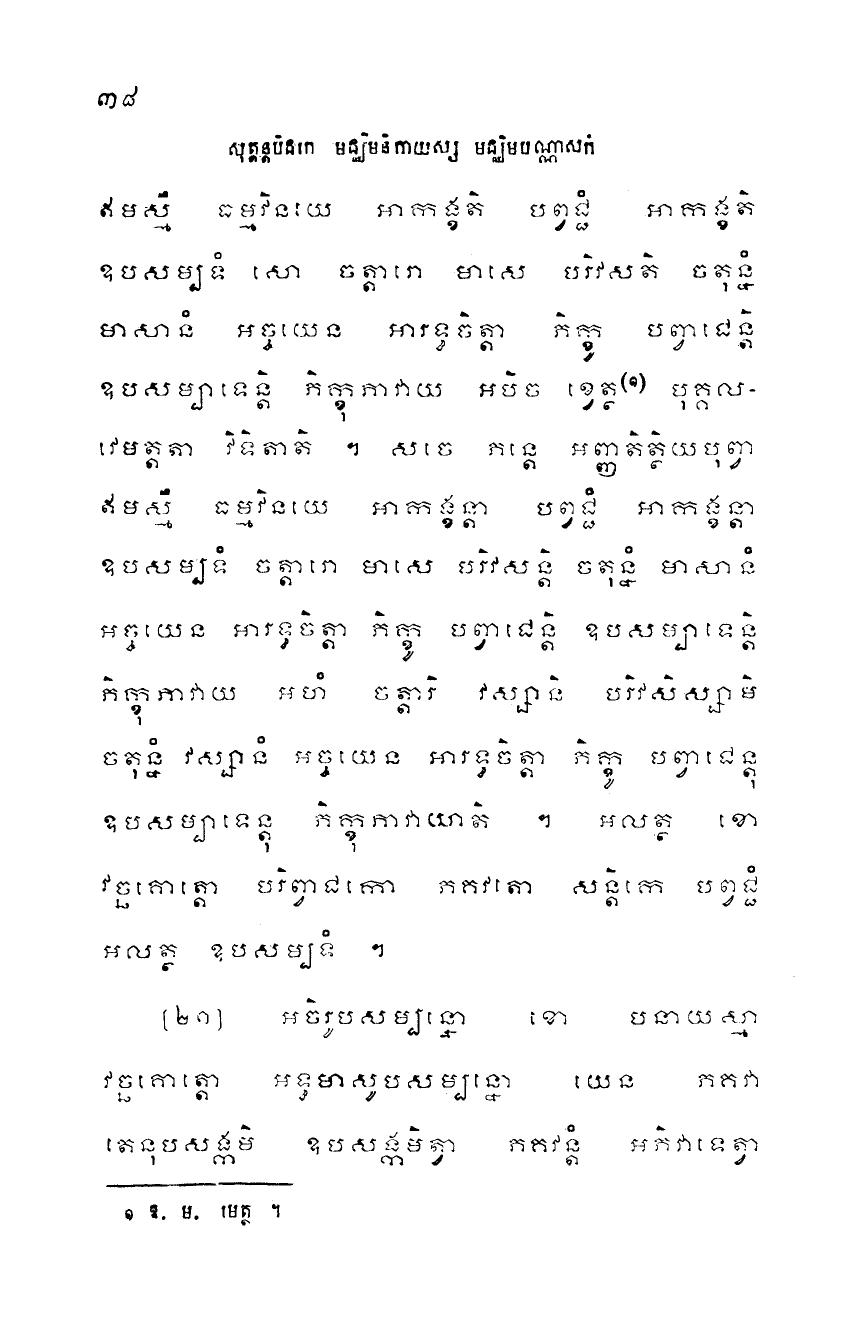 ៣៨
សុត្តន្តបិដកេ មជ្ឈិមនិកាយស្ស មជ្ឈិមបណ្ណាសកំ
ឥមស្មឹ ធម្មវិនយេ អាកង្ខតិ បព្វជ្ជំ អាកង្ខតិ
ឧបសម្បទំ សោ ចត្តារោ មាសេ បរិវសតិ ចតុន្នំ
មាសានំ អច្ចយេន អារទ្ធចិត្តា ភិក្ខូ បព្វាជេន្តិ
ឧបសម្បាទេន្តិ ភិក្ខុភាវាយ អបិច ខ្វេត្ថ(១) បុគ្គល-
វេមត្តតា វិទិតាតិ ។ សចេ ភន្តេ អញ្ញតិត្ថិយបុព្វា
ឥមស្មឹ ធម្មវិនយេ អាកង្ខន្តា បព្វជ្ជំ អាកង្ខន្តា
ឧបសម្បទំ ចត្តារោ មាសេ បរិវសន្តិ ចតុន្នំ មាសានំ
អច្ចយេន អារទ្ធចិត្តា ភិក្ខូ បព្វាជេន្តិ ឧបសម្បាទេន្តិ
ភិក្ខុភាវាយ អហំ ចត្តារិ វស្សានិ បរិវសិស្សាមិ
ចតុន្នំ វស្សានំ អច្ចយេន អារទ្ធចិត្តា ភិក្ខូ បព្វាជេន្តុ
ឧបសម្បាទេន្តុ ភិក្ខុភាវាយាតិ ។ អលត្ថ ខោ
វច្ឆគោត្តោ បរិព្វាជកោ ភគវតោ សន្តិកេ បព្វជ្ជំ
អលត្ថ ឧបសម្បទំ ។
[២៣] អចិរូបសម្បន្នោ ខោ បនាយស្មា
វច្ឆគោត្តោ អឌ្ឍមាសូបសម្បន្នោ យេន ភគវា
តេនុបសង្កមិ ឧបសង្កមិត្វា ភគវន្តំ អភិវាទេត្វា
១ ឱ. ម. មេត្ថ ។